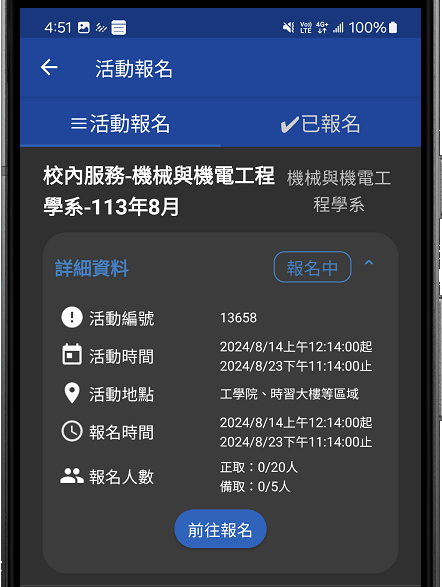 4:51
Vo))
LTE
4G+
100%
活動報名
活動報名
已報名
校內服務-機械與機電工程
學系-113年8月
機械與機電工
程學系
詳細資料
報名中
活動編號
13658
活動時間
2024/8/14上午12:14:00起
2024/8/23下午11:14:00止
活動地點
工學院、時習大樓等區域
報名時間
2024/8/14上午12:14:00起
2024/8/23下午11:14:00止
報名人數
正取：0/20人
備取：0/5人
前往報名